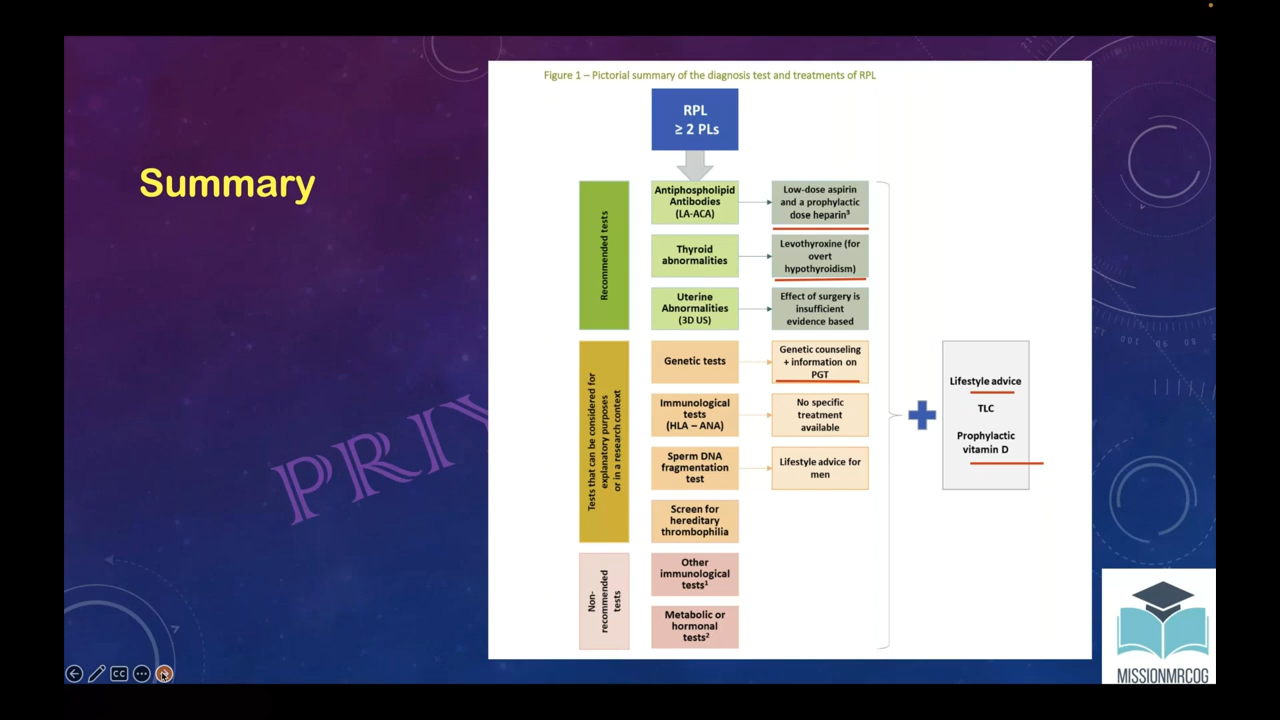 Summary
Figure 1 – Pictorial summary of the diagnosis test and treatments of RPL
RPL
≥ 2 PLs
Recommended tests
Antiphospholipid
Antibodies
(LA-ACA)
Low-dose aspirin
and a prophylactic
dose heparin³
Thyroid
abnormalities
Levothyroxine (for
overt
hypothyroidism)
Uterine
Abnormalities
(3D US)
Effect of surgery is
insufficient
evidence based
Tests that can be considered for
explanatory purposes
or in a research context
Genetic tests
Genetic counseling
+ information on
PGT
Immunological
tests
(HLA – ANA)
No specific
treatment
available
Sperm DNA
fragmentation
test
Lifestyle advice for
men
Screen for
hereditary
thrombophilia
Non-
recommended
tests
Other
immunological
tests¹
Metabolic or
hormonal
tests²
Lifestyle advice
TLC
Prophylactic
vitamin D
PRIY
CC
MISSIONMRCOG